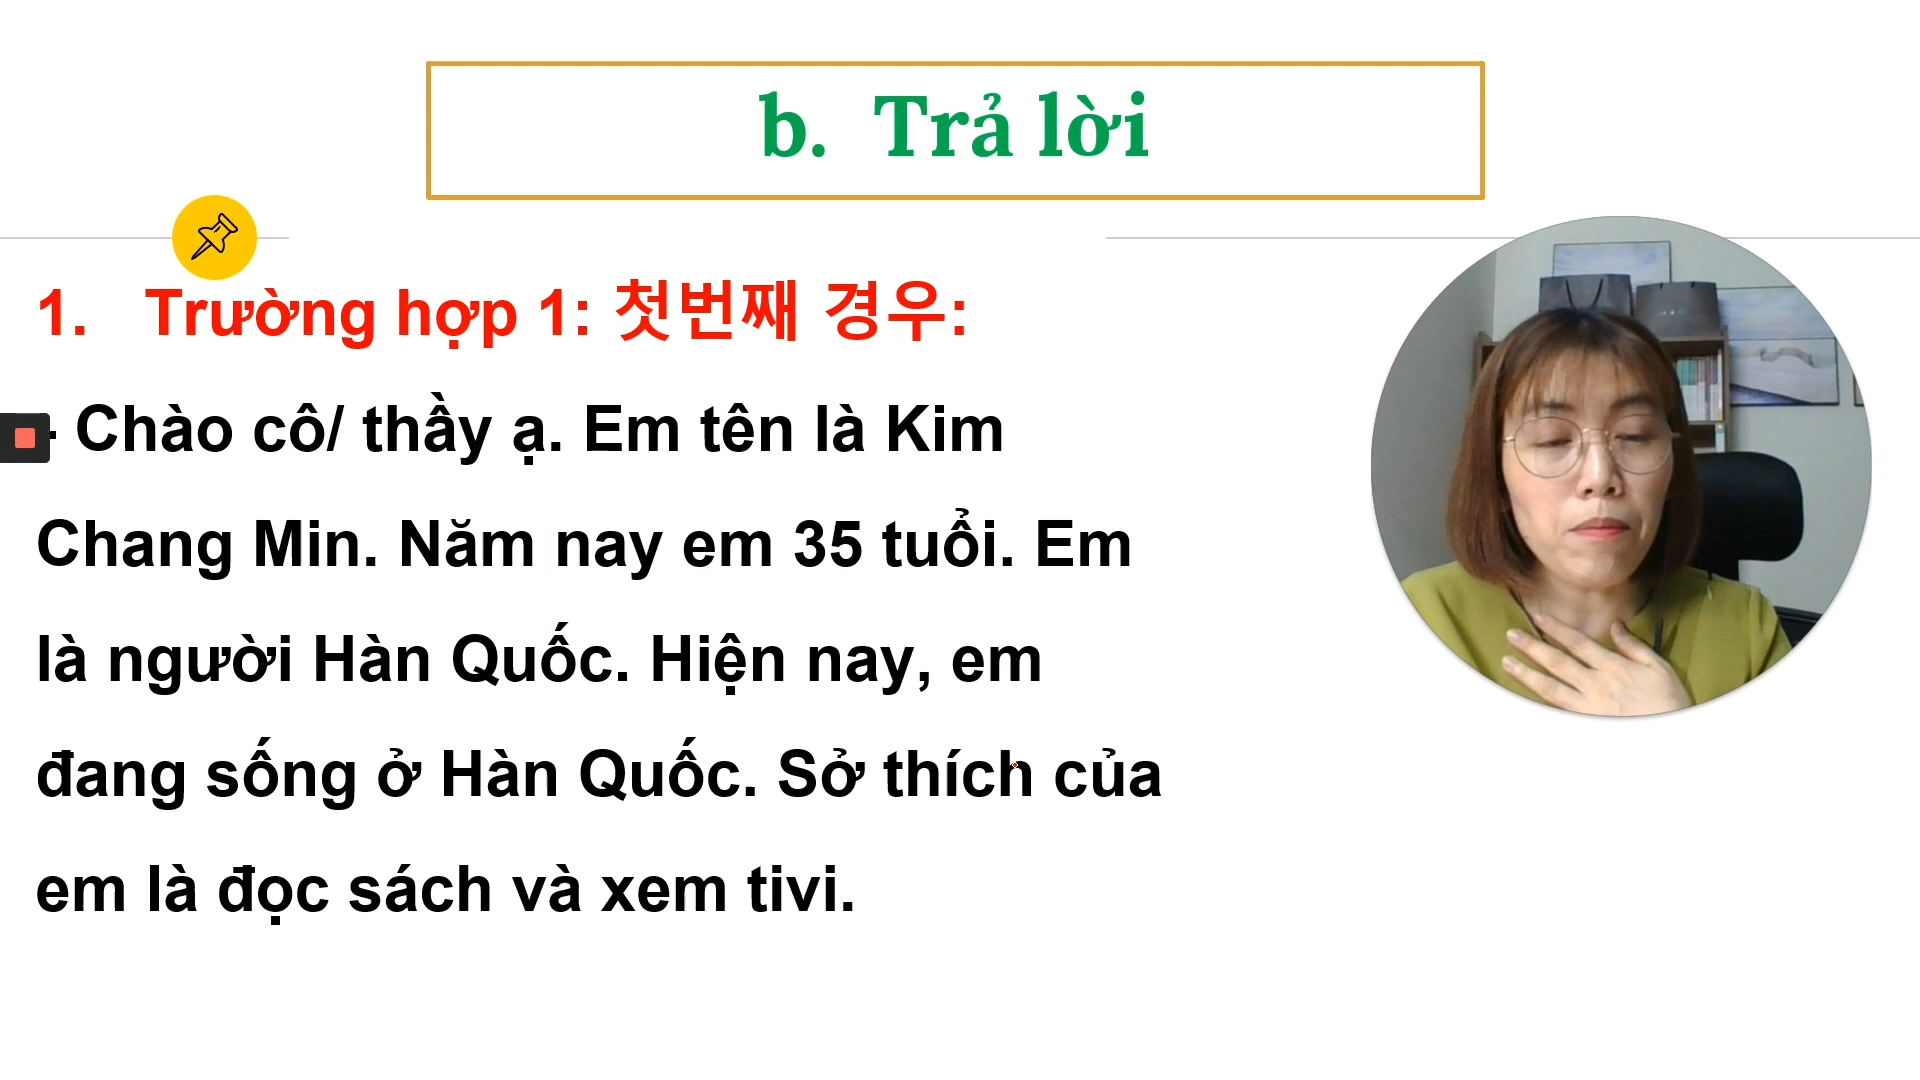 b. Trả lời
1. Trường hợp 1: 첫번째 경우:
- Chào cô/ thầy ạ. Em tên là Kim
Chang Min. Năm nay em 35 tuổi. Em
là người Hàn Quốc. Hiện nay, em
đang sống ở Hàn Quốc. Sở thích của
em là đọc sách và xem tivi.